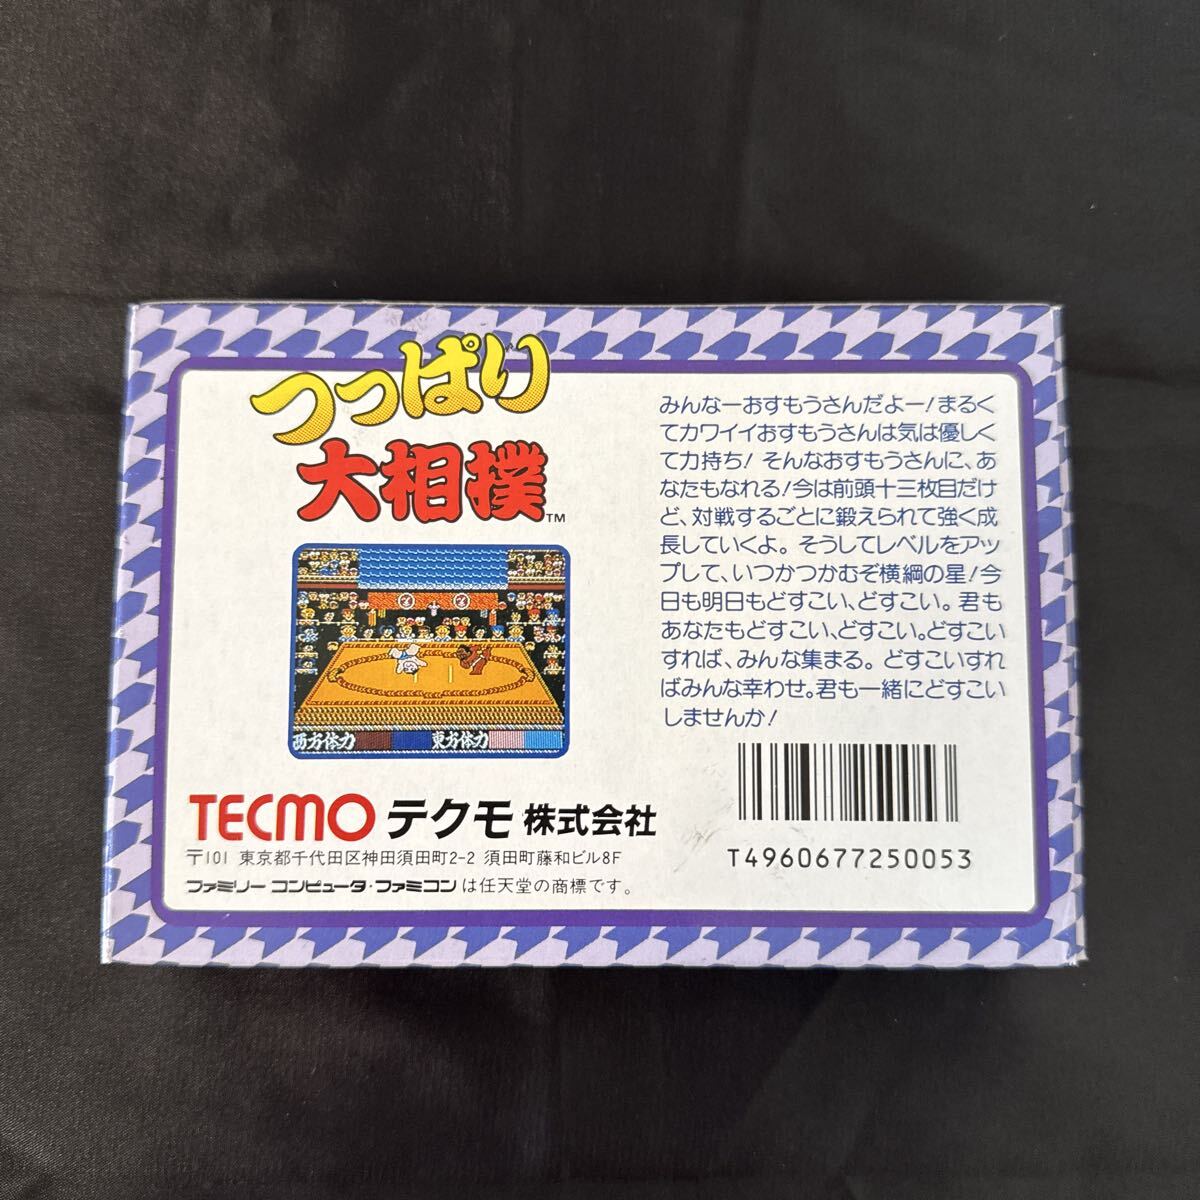 つっぱり
大相撲™
西方体力 東方体力
TECMO テクモ株式会社
〒101 東京都千代田区神田須田町2-2 須田町藤和ビル8F
ファミリーコンピュータ・ファミコンは任天堂の商標です。
みんなーおすもうさんだよー!まるく
てカワイイおすもうさんは気は優しく
て力持ち! そんなおすもうさんに、あ
なたもなれる!今は前頭十三枚目だけ
ど、対戦するごとに鍛えられて強く成
長していくよ。そうしてレベルをアッ
プして、いつかつかむぞ横綱の星!今
日も明日もどすこい、どすこい。君も
あなたもどすこい、どすこい。どすこい
すれば、みんな集まる。どすこいすれ
ばみんな幸わせ。君も一緒にどすこい
しませんか!
T4960677250053